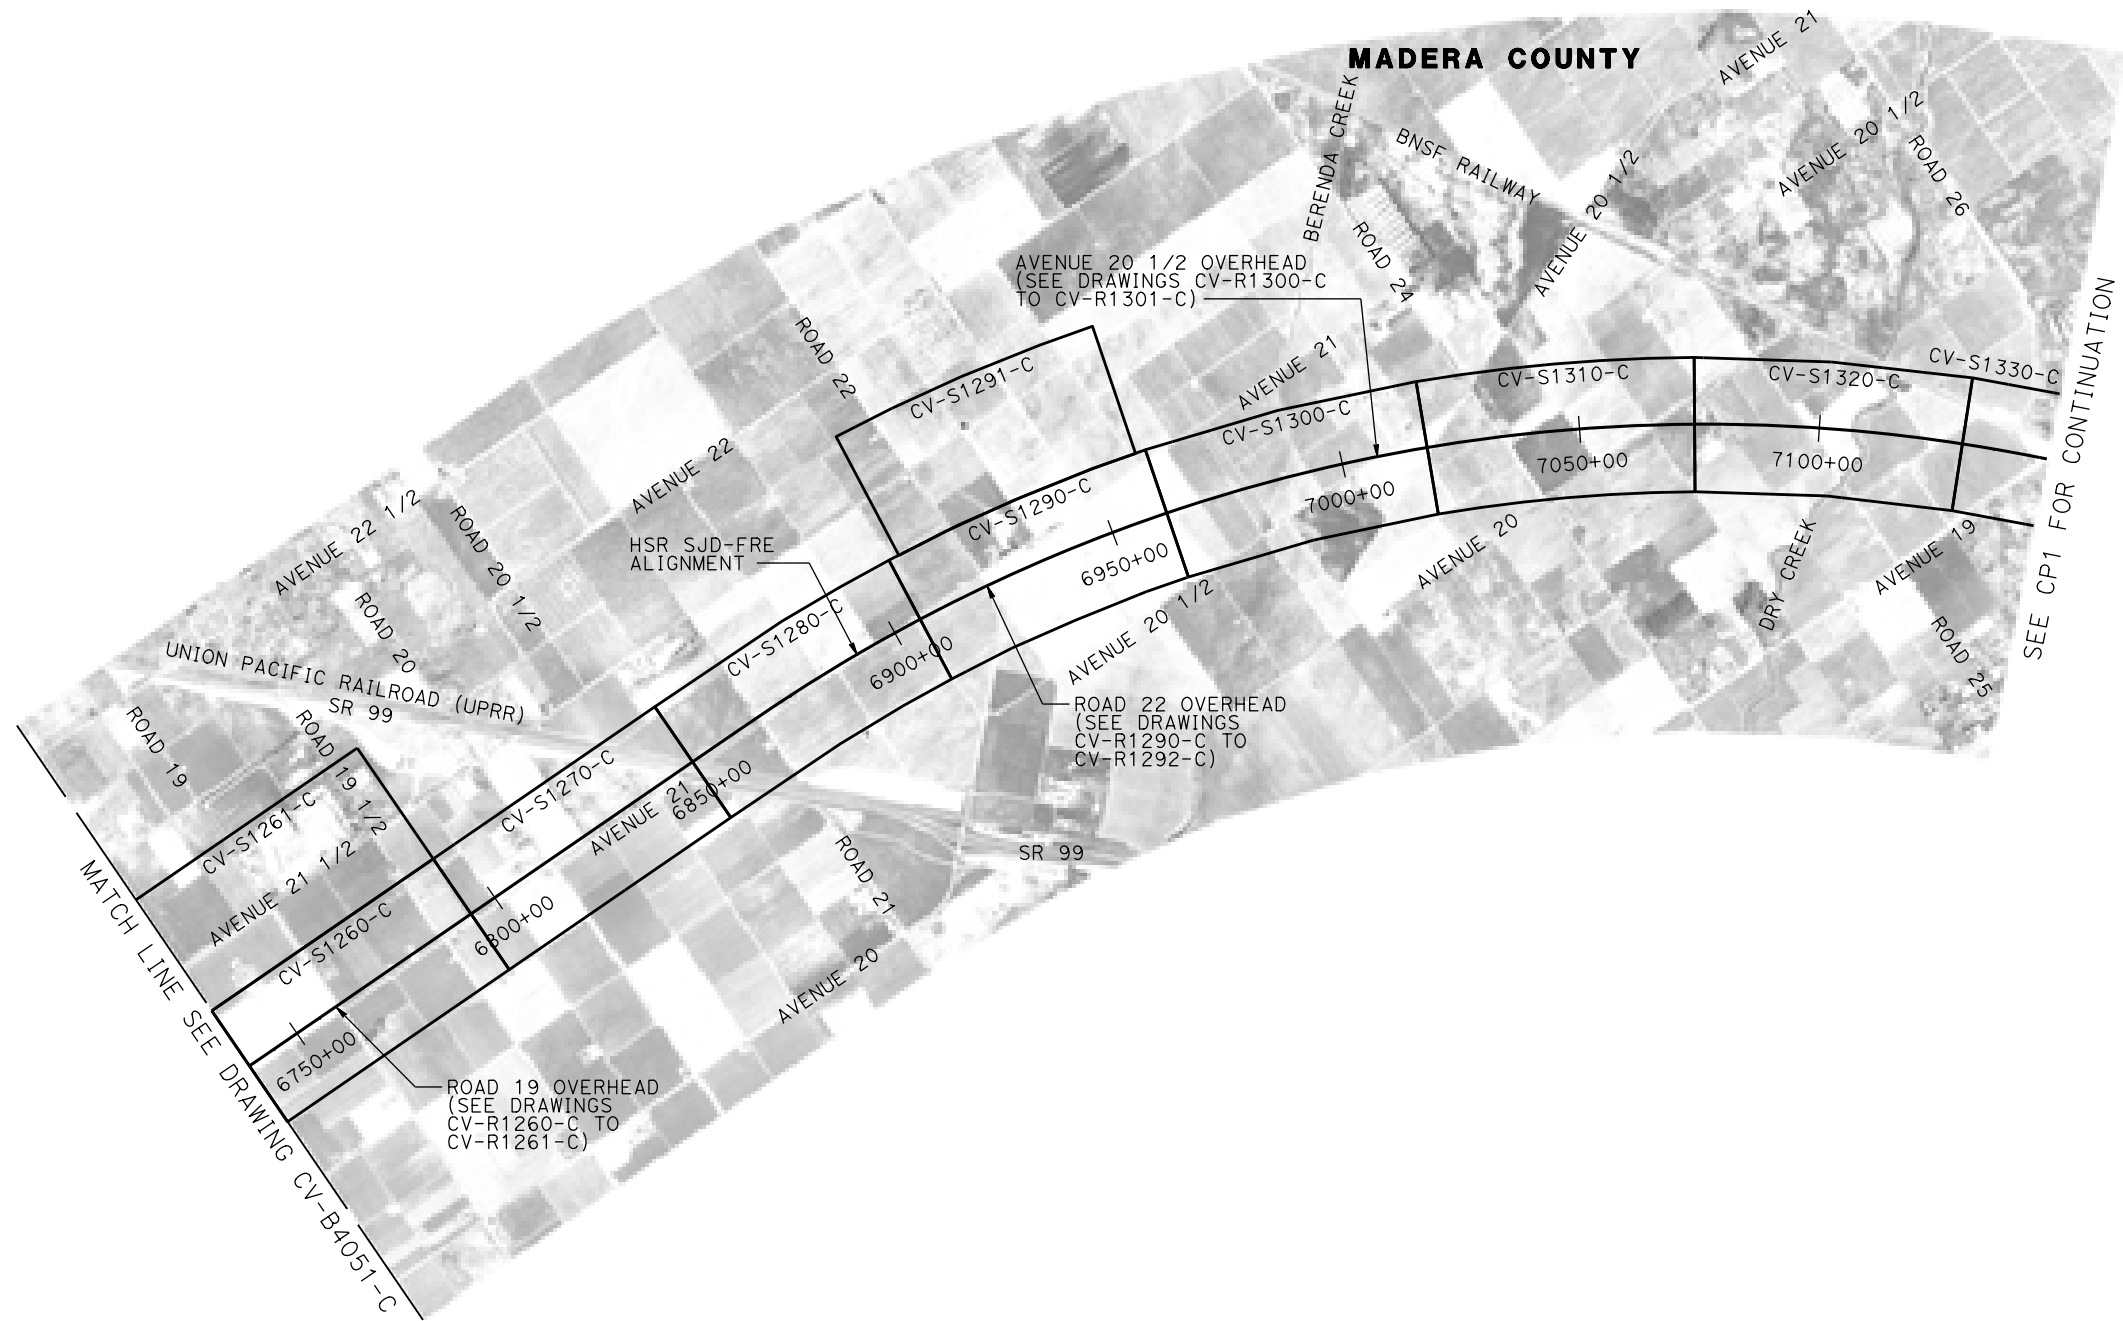 MADERA COUNTY
AVENUE 21
BERENDA CREEK
BNSF RAILWAY
AVENUE 20 1/2
AVENUE 20 1/2
ROAD 26
ROAD 24
AVENUE 20 1/2 OVERHEAD
(SEE DRAWINGS CV-R1300-C
TO CV-R1301-C)
ROAD 22
AVENUE 21
CV-S1291-C
CV-S1300-C
CV-S1310-C
CV-S1320-C
CV-S1330-C
SEE CP1 FOR CONTINUATION
AVENUE 22
AVENUE 22 1/2
ROAD 20 1/2
ROAD 20
HSR SJD-FRE
ALIGNMENT
CV-S1290-C
6950+00
7000+00
7050+00
7100+00
AVENUE 20
AVENUE 20 1/2
DRY CREEK
AVENUE 19
ROAD 25
UNION PACIFIC RAILROAD (UPRR)
SR 99
CV-S1280-C
6900+00
ROAD 22 OVERHEAD
(SEE DRAWINGS
CV-R1290-C TO
CV-R1292-C)
ROAD 19
ROAD 19 1/2
CV-S1270-C
AVENUE 21
6850+00
SR 99
ROAD 21
CV-S1261-C
AVENUE 21 1/2
CV-S1260-C
6800+00
AVENUE 20
6750+00
ROAD 19 OVERHEAD
(SEE DRAWINGS
CV-R1260-C TO
CV-R1261-C)
MATCH LINE SEE DRAWING CV-B4051-C